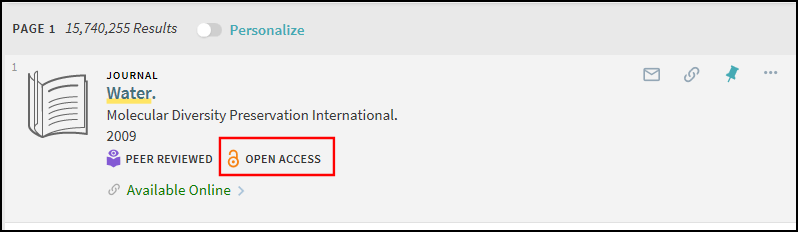 PAGE 1 15,740,255 Results Personalize
1
JOURNAL
Water.
Molecular Diversity Preservation International.
2009
PEER REVIEWED OPEN ACCESS
Available Online